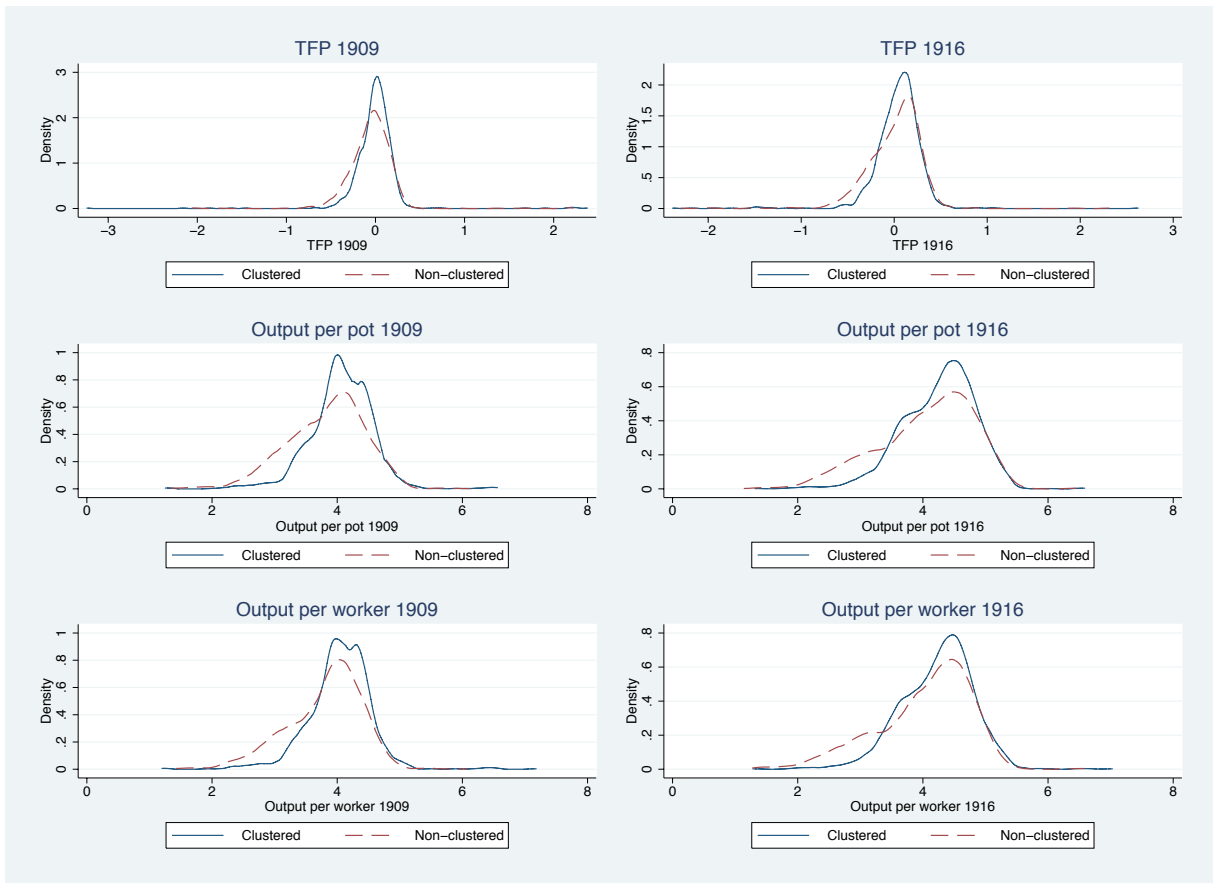 TFP 1909
Density
0 1 2 3
−3 −2 −1 0 1 2
TFP 1909
Clustered Non−clustered
TFP 1916
Density
0 .5 1 1.5 2
−2 −1 0 1 2 3
TFP 1916
Clustered Non−clustered
Output per pot 1909
Density
0 .2 .4 .6 .8 1
0 2 4 6 8
Output per pot 1909
Clustered Non−clustered
Output per pot 1916
Density
0 .2 .4 .6 .8
0 2 4 6 8
Output per pot 1916
Clustered Non−clustered
Output per worker 1909
Density
0 .2 .4 .6 .8 1
0 2 4 6 8
Output per worker 1909
Clustered Non−clustered
Output per worker 1916
Density
0 .2 .4 .6 .8
0 2 4 6 8
Output per worker 1916
Clustered Non−clustered